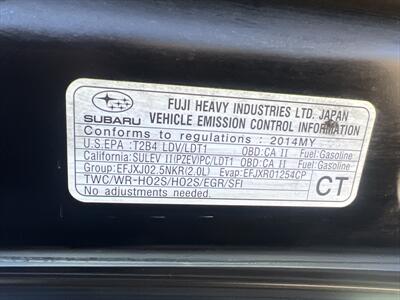 FUJI HEAVY INDUSTRIES LTD. JAPAN
SUBARU
VEHICLE EMISSION CONTROL INFORMATION
Conforms to regulations : 2014MY
U.S.EPA :T2B4 LDV/LDT1 OBD:CA II Fuel:Gasoline
California:SULEV II(PZEV)PC/LDT1 OBD:CA II Fuel:Gasoline
Group:EFJXJ02.5NKR(2.0L) Evap:EFJXR01254CP
TWC/WR-HO2S/HO2S/EGR/SFI
No adjustments needed.
CT